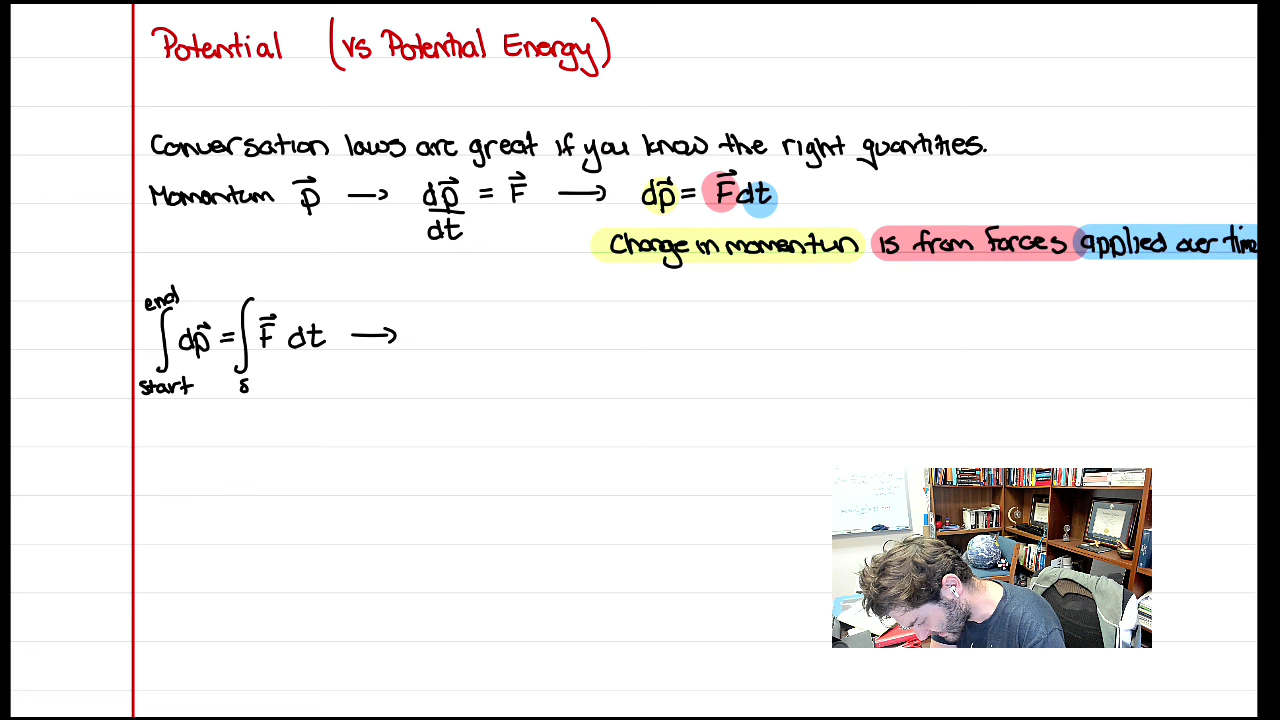 Potential (vs Potential Energy)
Conversation laws are great if you know the right quantities.
Momentum p⃗ → dp⃗/dt = F⃗ → dp⃗ = F⃗dt
Change in momentum is from forces applied over time
end
∫ dp⃗ = ∫ F⃗ dt →
start s